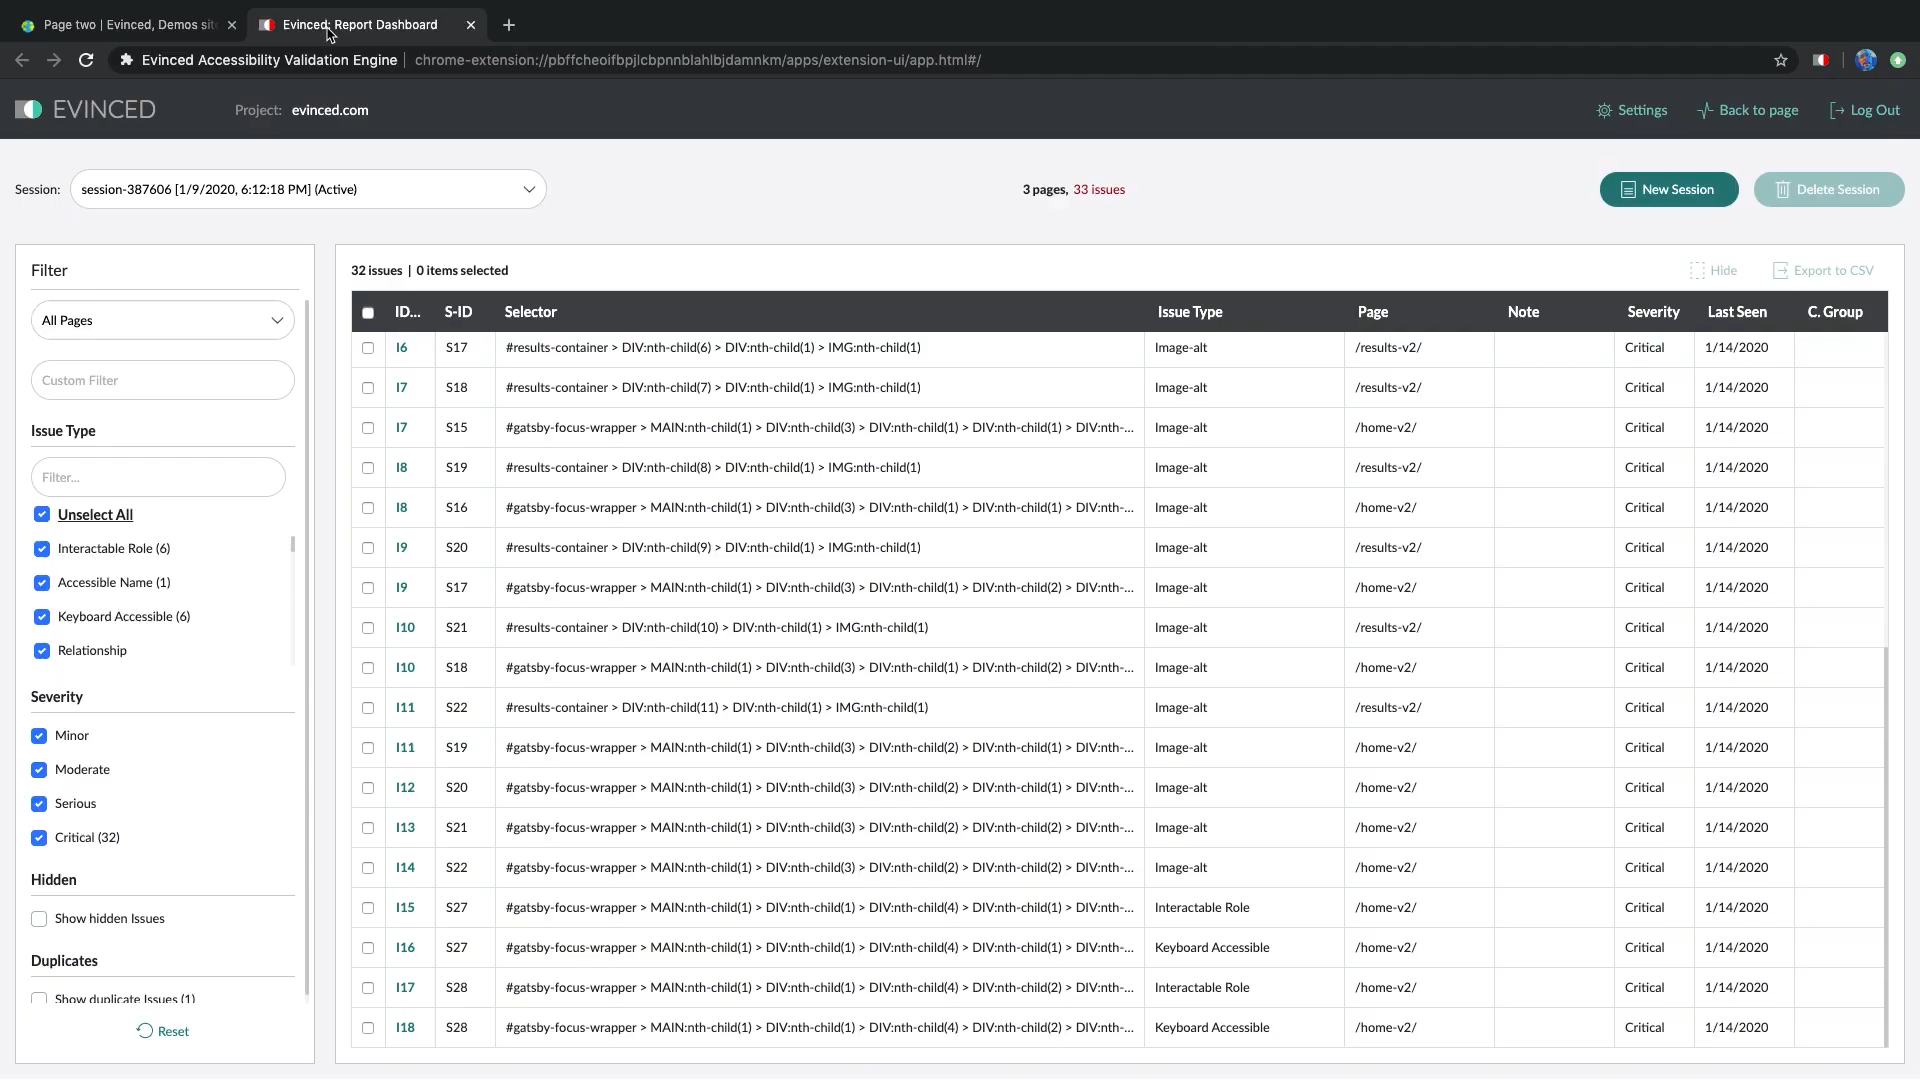 Page two | Evinced, Demos site
Evinced: Report Dashboard
Evinced Accessibility Validation Engine
chrome-extension://pbffcheoifbpjlcbpnnblahlbjdamnkm/apps/extension-ui/app.html#/
EVINCED
Project: evinced.com
Settings
Back to page
Log Out
Session:
session-387606 [1/9/2020, 6:12:18 PM] (Active)
3 pages, 33 issues
New Session
Delete Session
Filter
All Pages
Custom Filter
Issue Type
Filter...
Unselect All
Interactable Role (6)
Accessible Name (1)
Keyboard Accessible (6)
Relationship
Severity
Minor
Moderate
Serious
Critical (32)
Hidden
Show hidden Issues
Duplicates
Show duplicate Issues (1)
Reset
32 issues | 0 items selected
Hide
Export to CSV
ID... S-ID Selector Issue Type Page Note Severity Last Seen C. Group
I6 S17 #results-container > DIV:nth-child(6) > DIV:nth-child(1) > IMG:nth-child(1) Image-alt /results-v2/ Critical 1/14/2020
I7 S18 #results-container > DIV:nth-child(7) > DIV:nth-child(1) > IMG:nth-child(1) Image-alt /results-v2/ Critical 1/14/2020
I7 S15 #gatsby-focus-wrapper > MAIN:nth-child(1) > DIV:nth-child(3) > DIV:nth-child(1) > DIV:nth-child(1) > DIV:nth-... Image-alt /home-v2/ Critical 1/14/2020
I8 S19 #results-container > DIV:nth-child(8) > DIV:nth-child(1) > IMG:nth-child(1) Image-alt /results-v2/ Critical 1/14/2020
I8 S16 #gatsby-focus-wrapper > MAIN:nth-child(1) > DIV:nth-child(3) > DIV:nth-child(1) > DIV:nth-child(1) > DIV:nth-... Image-alt /home-v2/ Critical 1/14/2020
I9 S20 #results-container > DIV:nth-child(9) > DIV:nth-child(1) > IMG:nth-child(1) Image-alt /results-v2/ Critical 1/14/2020
I9 S17 #gatsby-focus-wrapper > MAIN:nth-child(1) > DIV:nth-child(3) > DIV:nth-child(1) > DIV:nth-child(2) > DIV:nth-... Image-alt /home-v2/ Critical 1/14/2020
I10 S21 #results-container > DIV:nth-child(10) > DIV:nth-child(1) > IMG:nth-child(1) Image-alt /results-v2/ Critical 1/14/2020
I10 S18 #gatsby-focus-wrapper > MAIN:nth-child(1) > DIV:nth-child(3) > DIV:nth-child(1) > DIV:nth-child(2) > DIV:nth-... Image-alt /home-v2/ Critical 1/14/2020
I11 S22 #results-container > DIV:nth-child(11) > DIV:nth-child(1) > IMG:nth-child(1) Image-alt /results-v2/ Critical 1/14/2020
I11 S19 #gatsby-focus-wrapper > MAIN:nth-child(1) > DIV:nth-child(3) > DIV:nth-child(2) > DIV:nth-child(1) > DIV:nth-... Image-alt /home-v2/ Critical 1/14/2020
I12 S20 #gatsby-focus-wrapper > MAIN:nth-child(1) > DIV:nth-child(3) > DIV:nth-child(2) > DIV:nth-child(1) > DIV:nth-... Image-alt /home-v2/ Critical 1/14/2020
I13 S21 #gatsby-focus-wrapper > MAIN:nth-child(1) > DIV:nth-child(3) > DIV:nth-child(2) > DIV:nth-child(2) > DIV:nth-... Image-alt /home-v2/ Critical 1/14/2020
I14 S22 #gatsby-focus-wrapper > MAIN:nth-child(1) > DIV:nth-child(3) > DIV:nth-child(2) > DIV:nth-child(2) > DIV:nth-... Image-alt /home-v2/ Critical 1/14/2020
I15 S27 #gatsby-focus-wrapper > MAIN:nth-child(1) > DIV:nth-child(1) > DIV:nth-child(4) > DIV:nth-child(1) > DIV:nth-... Interactable Role /home-v2/ Critical 1/14/2020
I16 S27 #gatsby-focus-wrapper > MAIN:nth-child(1) > DIV:nth-child(1) > DIV:nth-child(4) > DIV:nth-child(1) > DIV:nth-... Keyboard Accessible /home-v2/ Critical 1/14/2020
I17 S28 #gatsby-focus-wrapper > MAIN:nth-child(1) > DIV:nth-child(1) > DIV:nth-child(4) > DIV:nth-child(2) > DIV:nth-... Interactable Role /home-v2/ Critical 1/14/2020
I18 S28 #gatsby-focus-wrapper > MAIN:nth-child(1) > DIV:nth-child(1) > DIV:nth-child(4) > DIV:nth-child(2) > DIV:nth-... Keyboard Accessible /home-v2/ Critical 1/14/2020